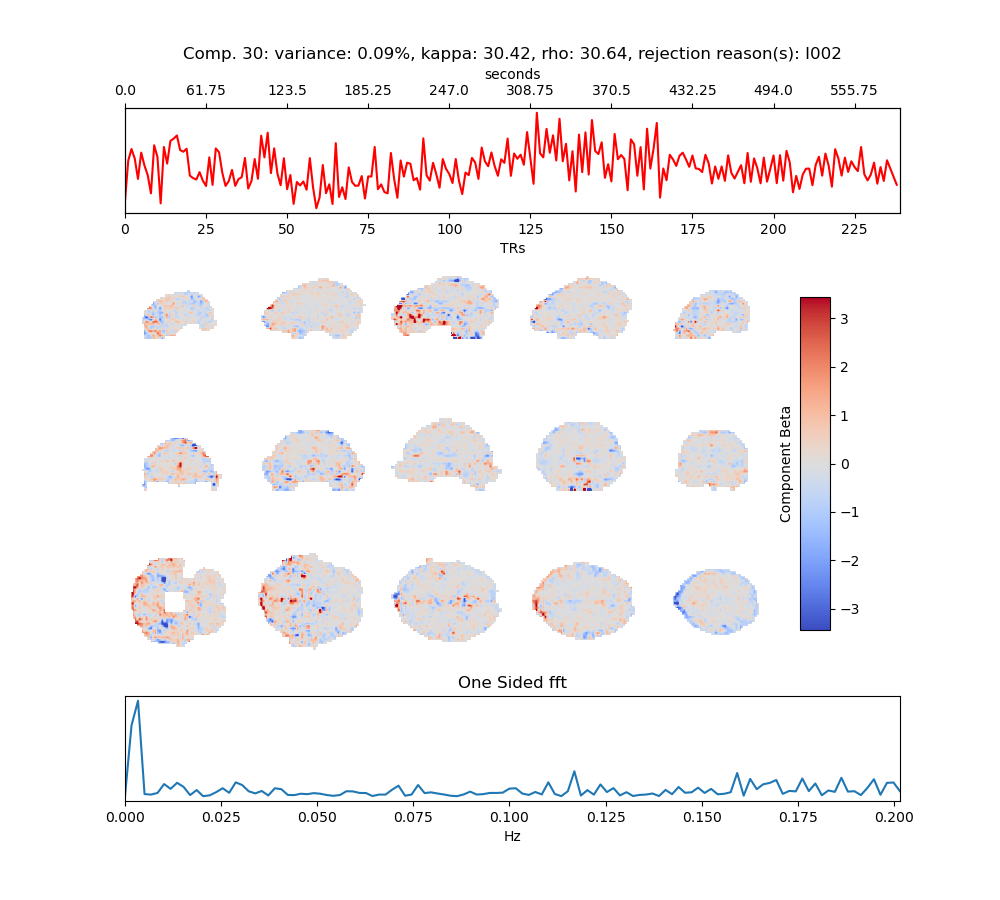 Comp. 30: variance: 0.09%, kappa: 30.42, rho: 30.64, rejection reason(s): I002
seconds
0.0 61.75 123.5 185.25 247.0 308.75 370.5 432.25 494.0 555.75
0 25 50 75 100 125 150 175 200 225
TRs
3
2
1
0
−1
−2
−3
Component Beta
One Sided fft
0.000 0.025 0.050 0.075 0.100 0.125 0.150 0.175 0.200
Hz